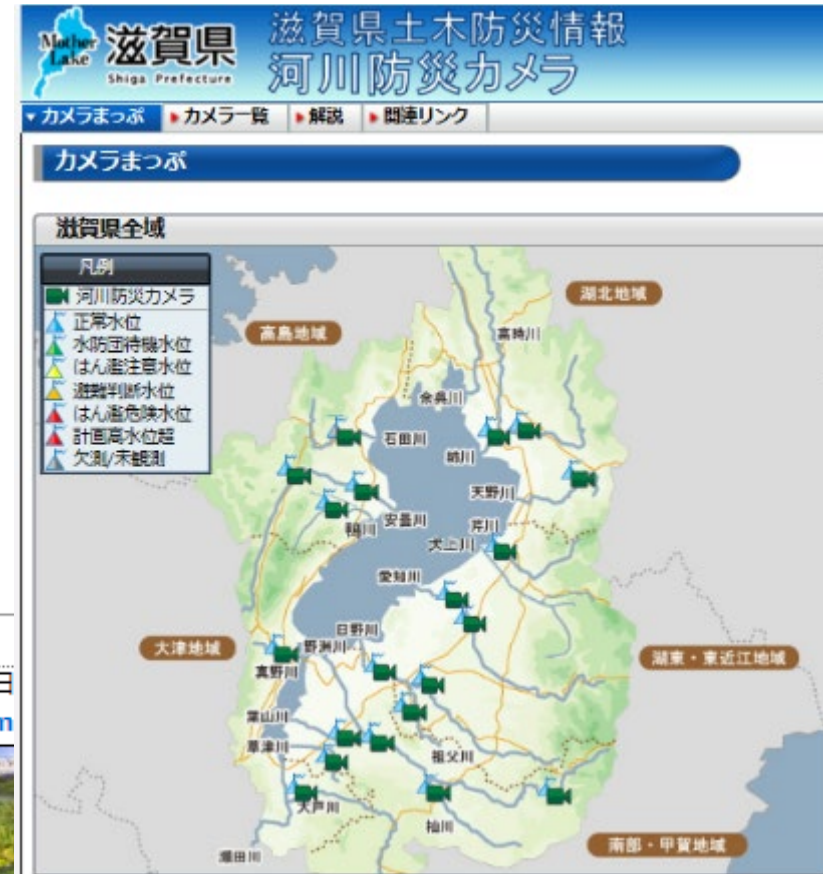 Mother
Lake
滋賀県
Shiga Prefecture
滋賀県土木防災情報
河川防災カメラ
カメラまっぷ
カメラ一覧
解説
関連リンク
カメラまっぷ
滋賀県全域
凡例
河川防災カメラ
正常水位
水防団待機水位
はん濫注意水位
避難判断水位
はん濫危険水位
計画高水位超
欠測/未観測
湖北地域
高島地域
高時川
余呉川
石田川
姉川
天野川
安曇川
鴨川
芹川
犬上川
愛知川
日野川
大津地域
野洲川
真野川
湖東・東近江地域
葉山川
草津川
祖父川
大戸川
杣川
瀬田川
南部・甲賀地域
日
m